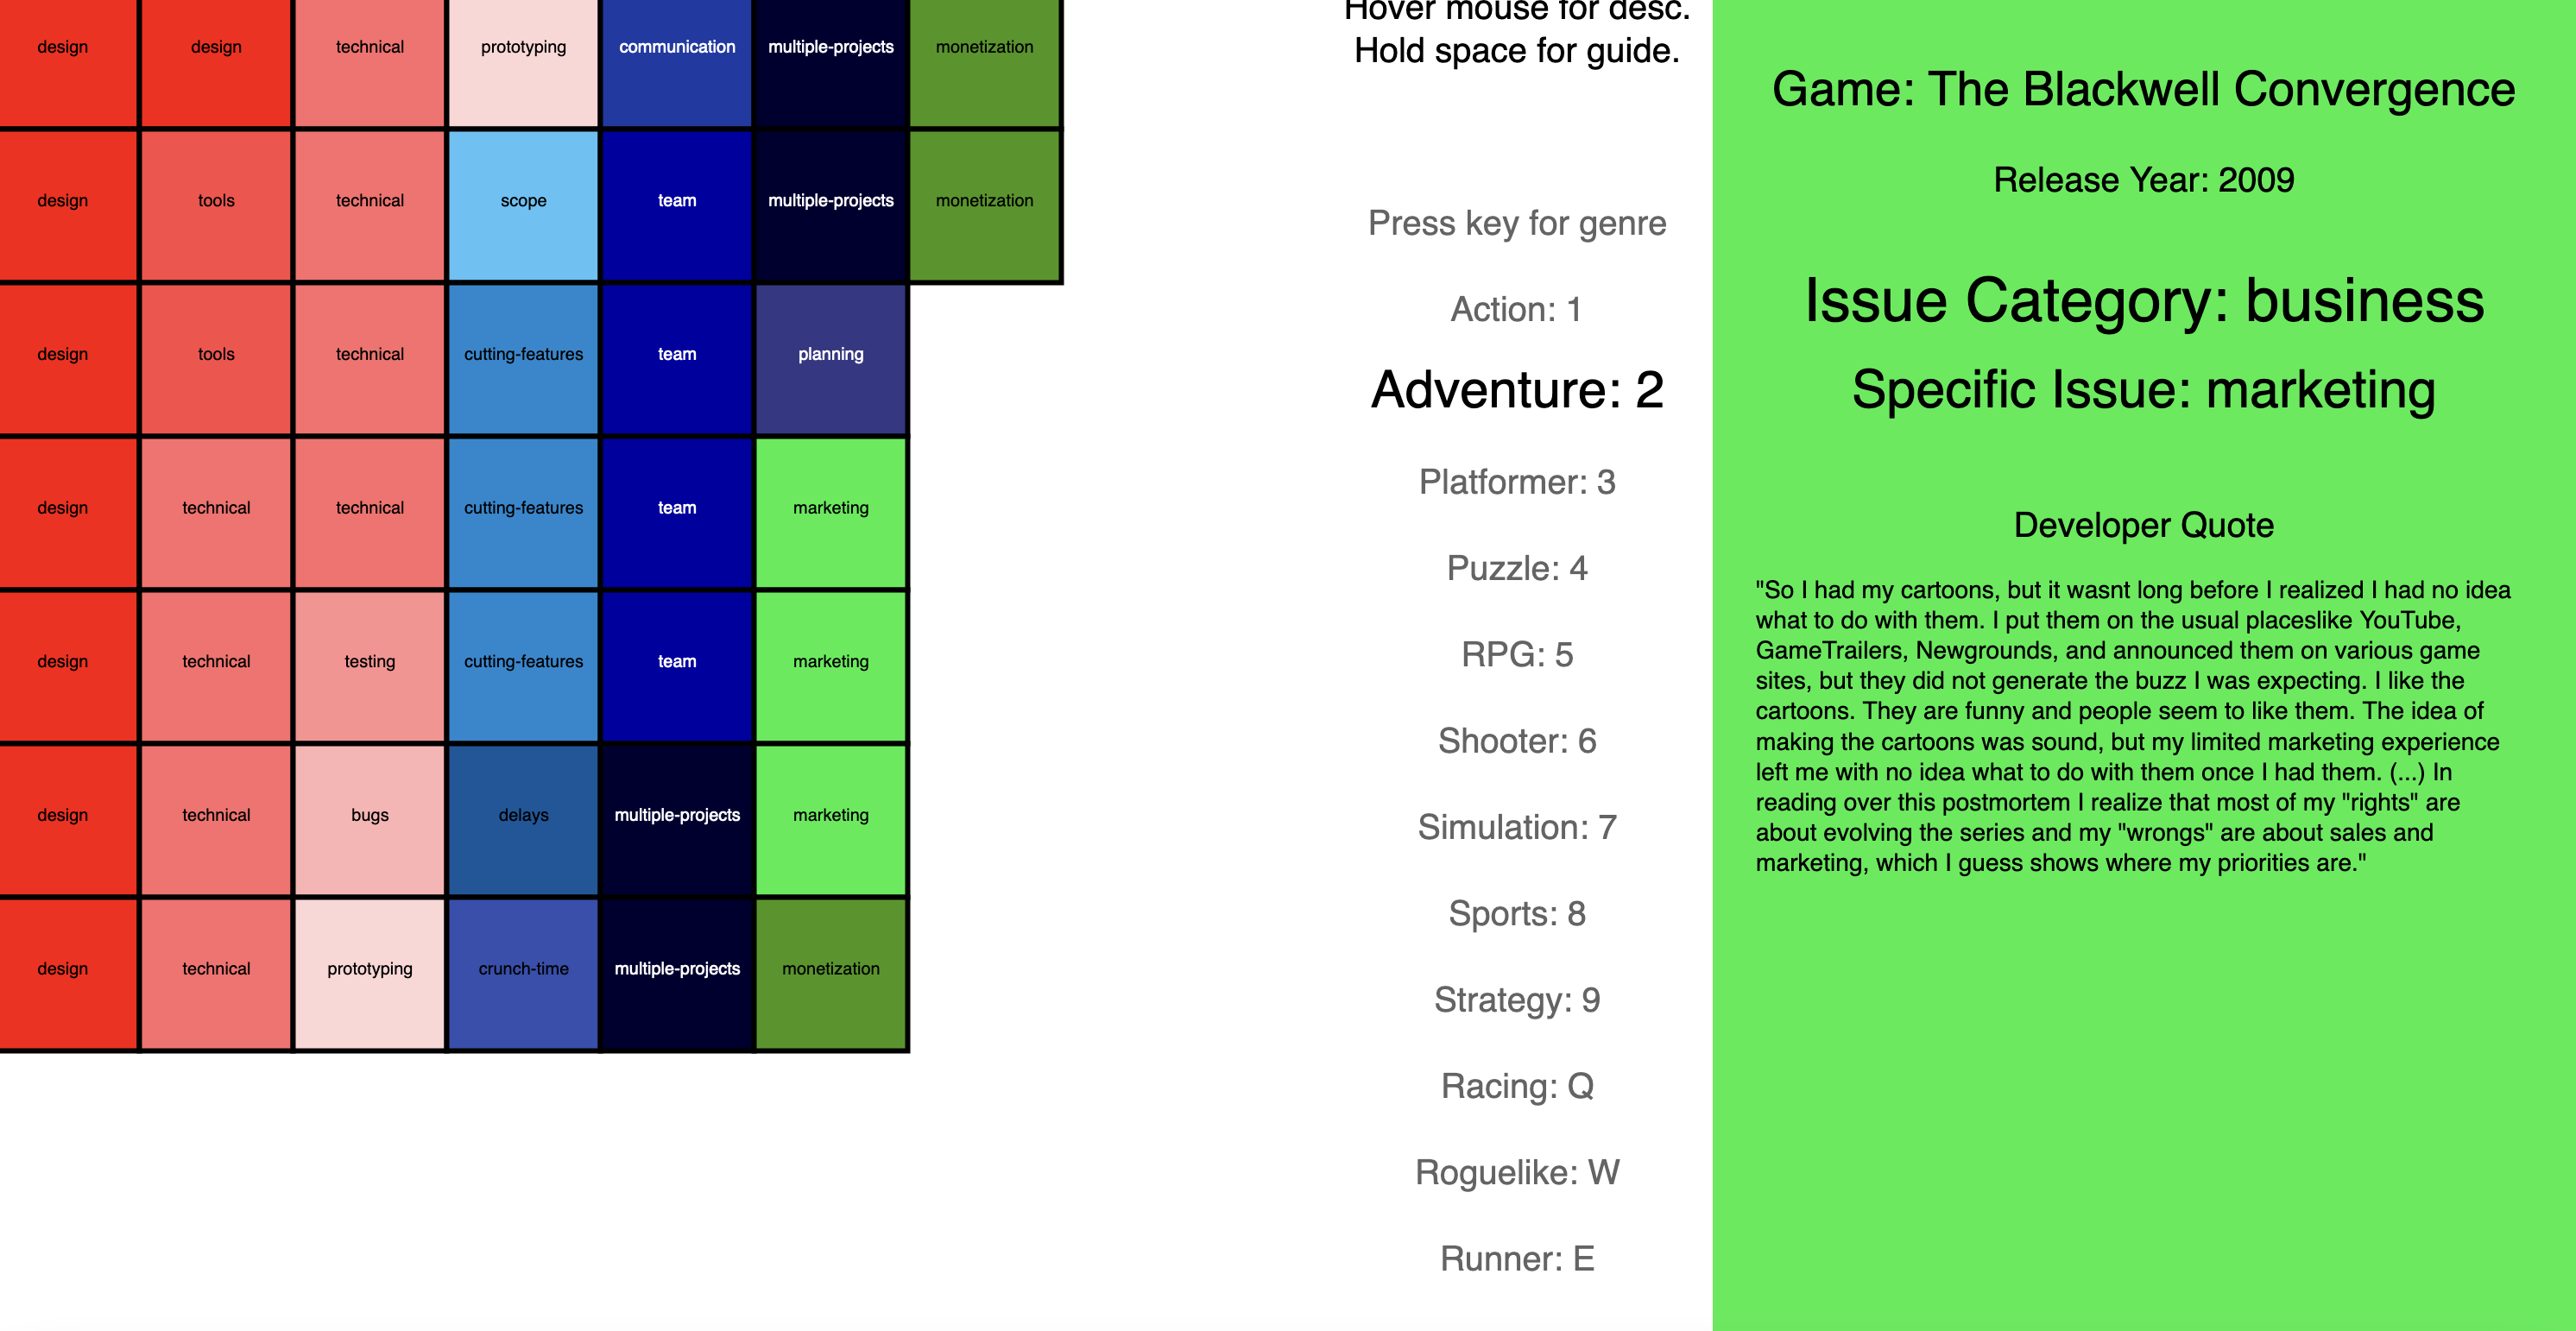 design design technical prototyping communication multiple-projects monetization
design tools technical scope team multiple-projects monetization
design tools technical cutting-features team planning
design technical technical cutting-features team marketing
design technical testing cutting-features team marketing
design technical bugs delays multiple-projects marketing
design technical prototyping crunch-time multiple-projects monetization
Hover mouse for desc.
Hold space for guide.
Press key for genre
Action: 1
Adventure: 2
Platformer: 3
Puzzle: 4
RPG: 5
Shooter: 6
Simulation: 7
Sports: 8
Strategy: 9
Racing: Q
Roguelike: W
Runner: E
Game: The Blackwell Convergence
Release Year: 2009
Issue Category: business
Specific Issue: marketing
Developer Quote
"So I had my cartoons, but it wasnt long before I realized I had no idea
what to do with them. I put them on the usual placeslike YouTube,
GameTrailers, Newgrounds, and announced them on various game
sites, but they did not generate the buzz I was expecting. I like the
cartoons. They are funny and people seem to like them. The idea of
making the cartoons was sound, but my limited marketing experience
left me with no idea what to do with them once I had them. (...) In
reading over this postmortem I realize that most of my "rights" are
about evolving the series and my "wrongs" are about sales and
marketing, which I guess shows where my priorities are."